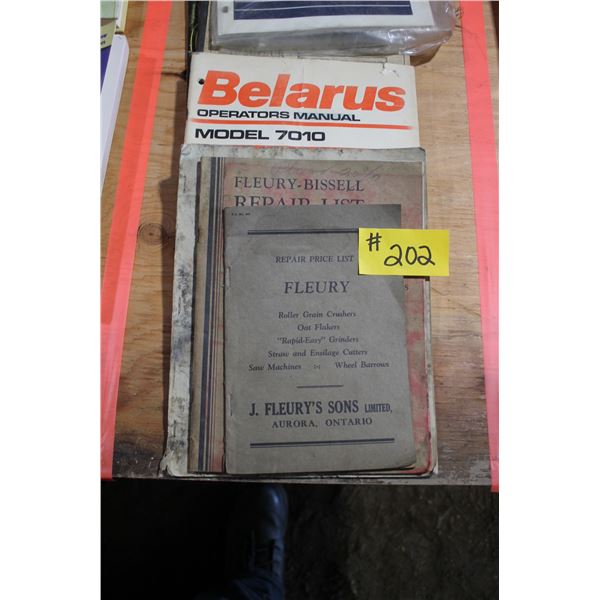 Belarus
OPERATORS MANUAL
MODEL 7010
FLEURY-BISSELL
REPAIR LIST
# 202
REPAIR PRICE LIST
FLEURY
Roller Grain Crushers
Oat Flakers
"Rapid-Easy" Grinders
Straw and Ensilage Cutters
Saw Machines :-: Wheel Barrows
J. FLEURY'S SONS LIMITED,
AURORA, ONTARIO